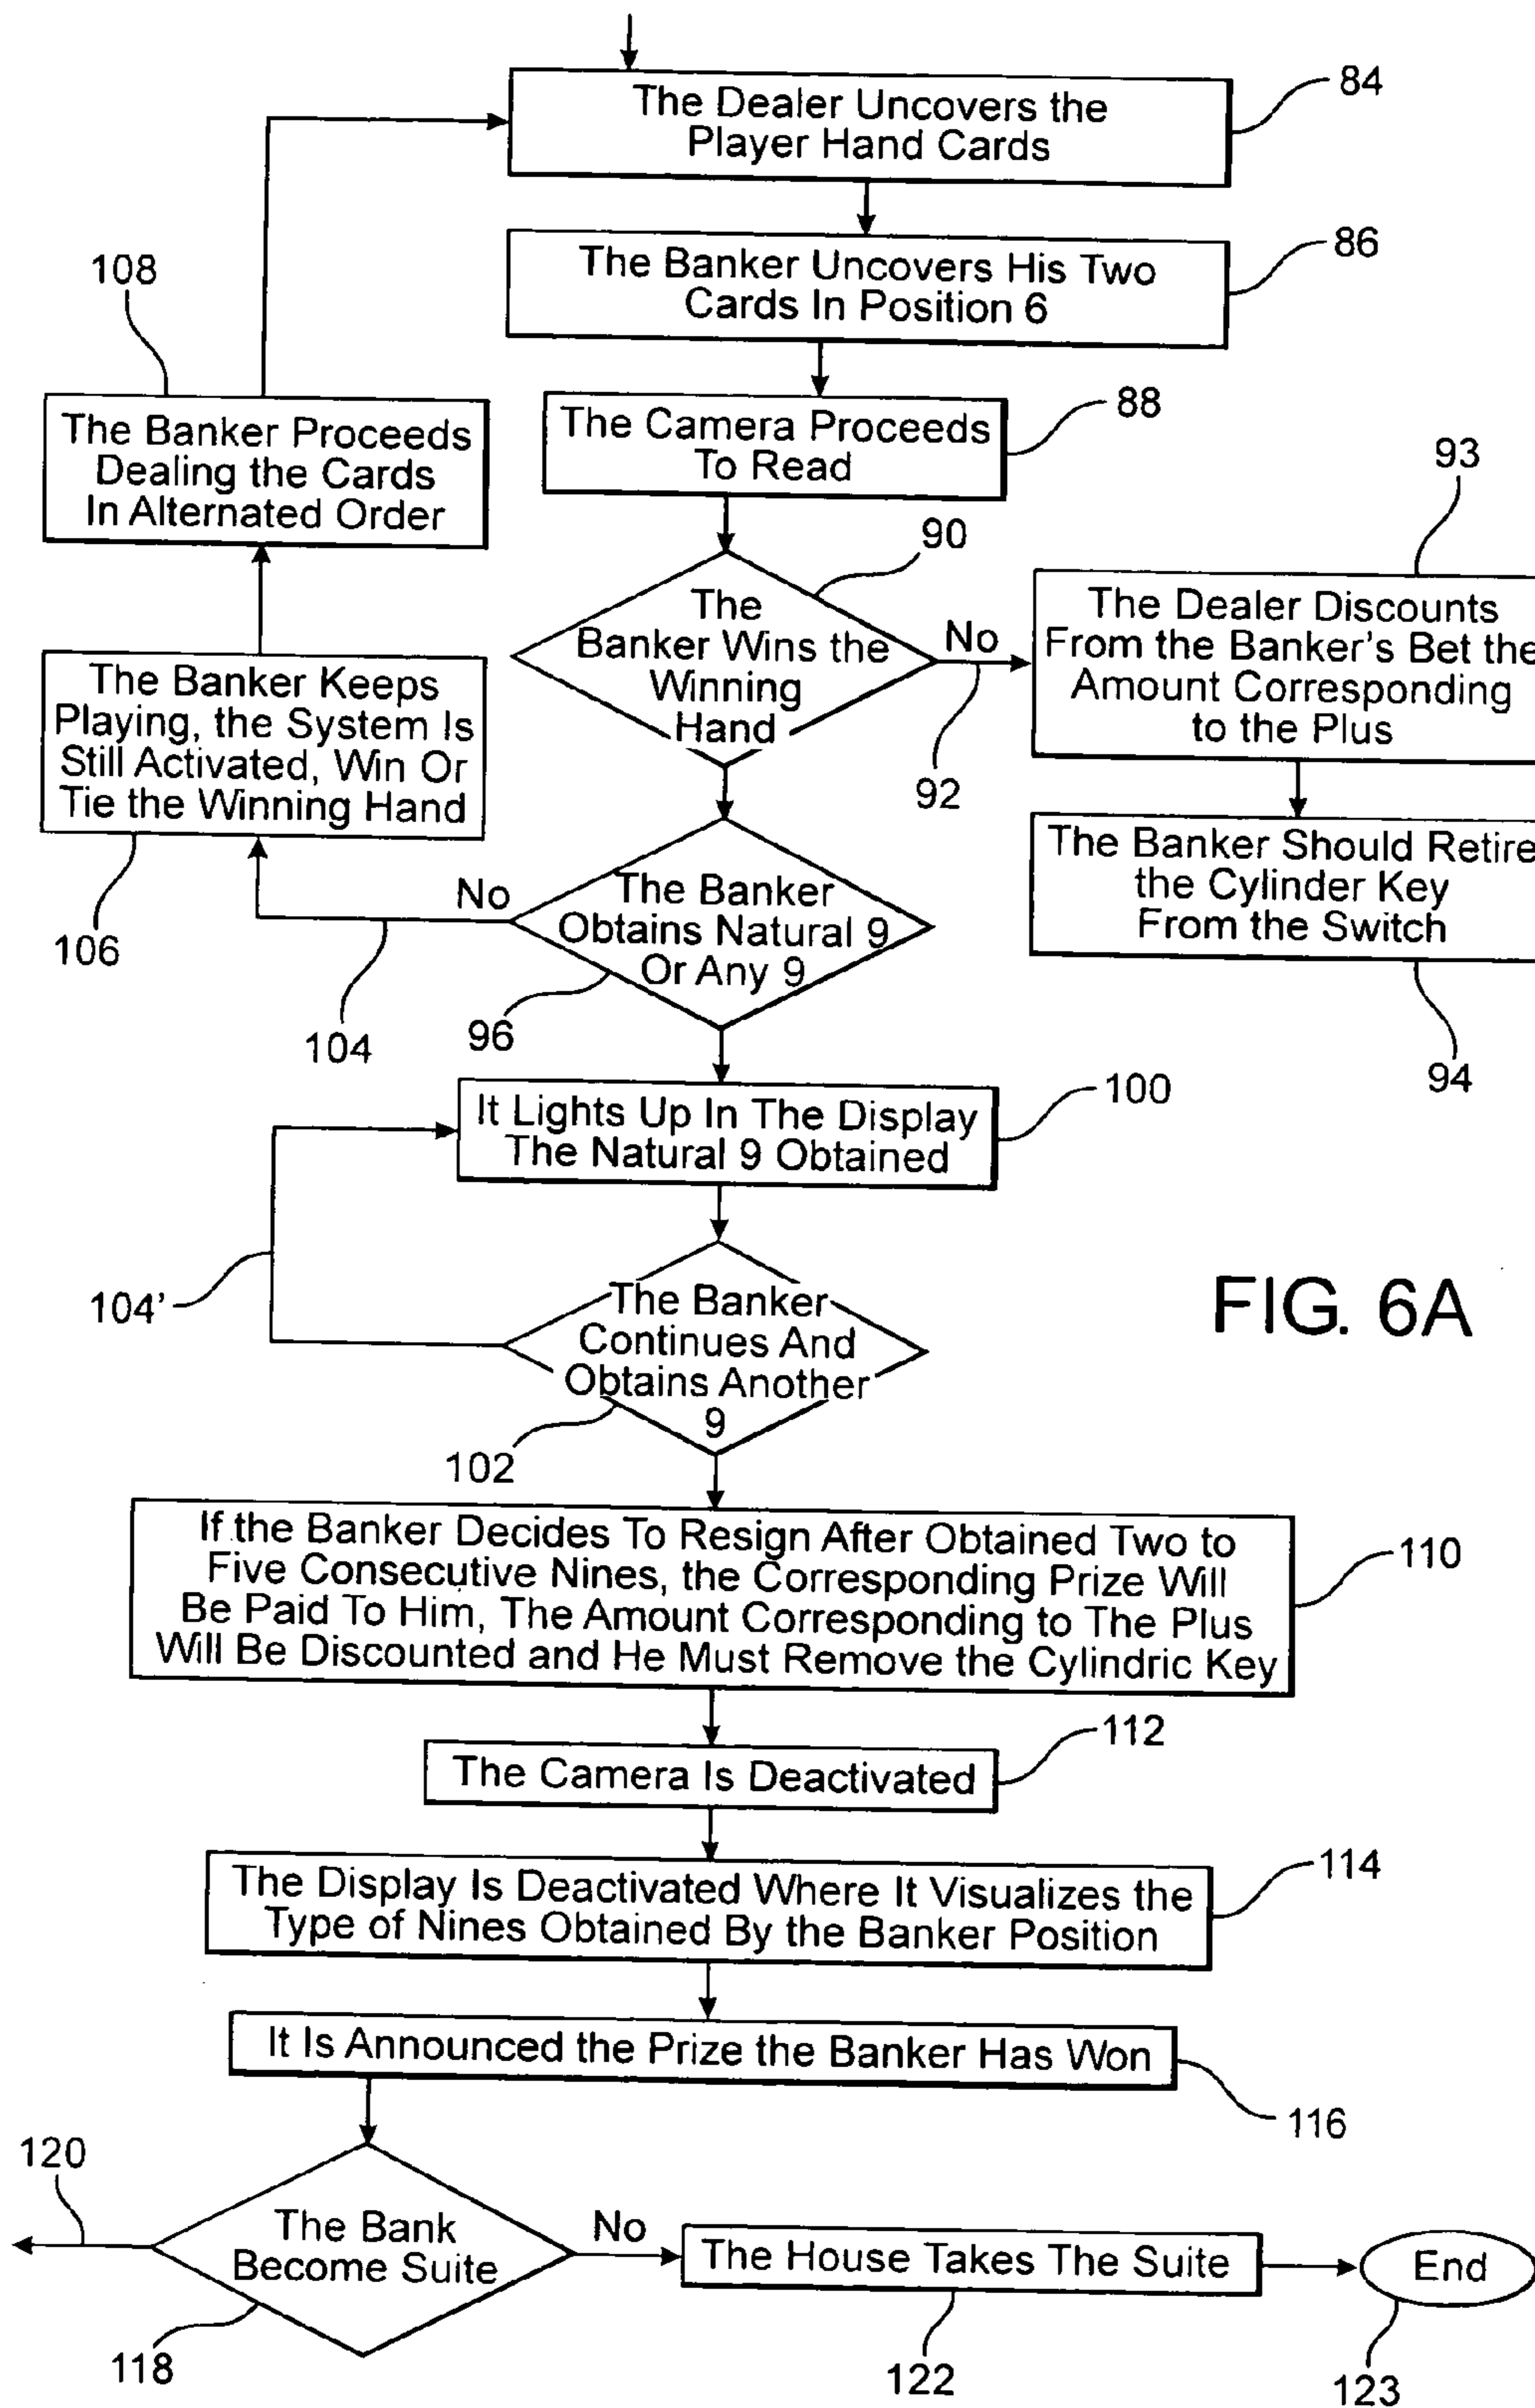 The Dealer Uncovers the
Player Hand Cards
84
The Banker Uncovers His Two
Cards In Position 6
86
108
The Banker Proceeds
Dealing the Cards
In Alternated Order
The Camera Proceeds
To Read
88
93
90
The
Banker Wins the
Winning
Hand
No
92
The Dealer Discounts
From the Banker's Bet the
Amount Corresponding
to the Plus
The Banker Keeps
Playing, the System Is
Still Activated, Win Or
Tie the Winning Hand
106
The Banker Should Retire
the Cylinder Key
From the Switch
94
No
104
The Banker
Obtains Natural 9
Or Any 9
96
It Lights Up In The Display
The Natural 9 Obtained
100
104'
The Banker
Continues And
Obtains Another
9
102
FIG. 6A
If the Banker Decides To Resign After Obtained Two to
Five Consecutive Nines, the Corresponding Prize Will
Be Paid To Him, The Amount Corresponding to The Plus
Will Be Discounted and He Must Remove the Cylindric Key
110
The Camera Is Deactivated
112
The Display Is Deactivated Where It Visualizes the
Type of Nines Obtained By the Banker Position
114
It Is Announced the Prize the Banker Has Won
116
120
The Bank
Become Suite
118
No
The House Takes The Suite
122
End
123